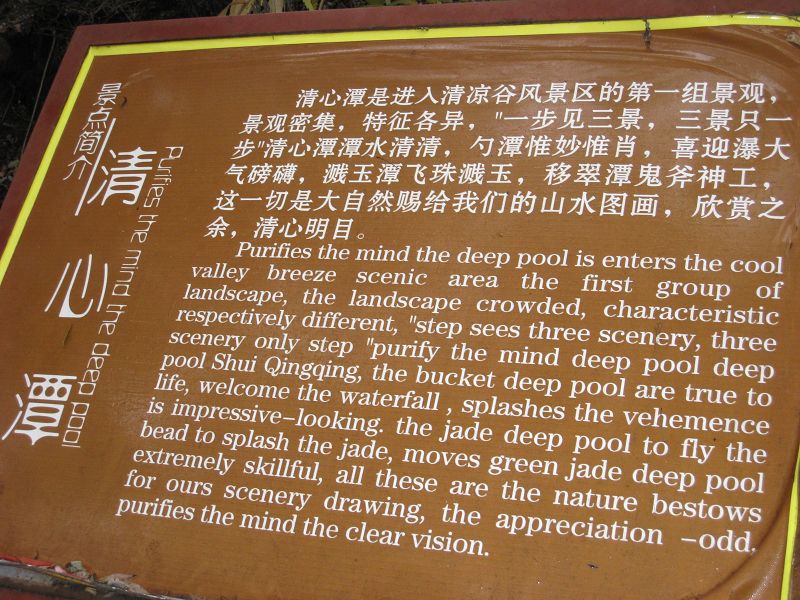 景点简介
清心潭
Purifies the mind the deep pool
清心潭是进入清凉谷风景区的第一组景观，
景观密集，特征各异，"一步见三景，三景只一
步"清心潭潭水清清，勺潭惟妙惟肖，喜迎瀑大
气磅礴，溅玉潭飞珠溅玉，移翠潭鬼斧神工，
这一切是大自然赐给我们的山水图画，欣赏之
余，清心明目。
Purifies the mind the deep pool is enters the cool
valley breeze scenic area the first group of
landscape, the landscape crowded, characteristic
respectively different, "step sees three scenery, three
scenery only step "purify the mind deep pool deep
pool Shui Qingqing, the bucket deep pool are true to
life, welcome the waterfall , splashes the vehemence
is impressive-looking. the jade deep pool to fly the
bead to splash the jade, moves green jade deep pool
extremely skillful, all these are the nature bestows
for ours scenery drawing, the appreciation -odd,
purifies the mind the clear vision.